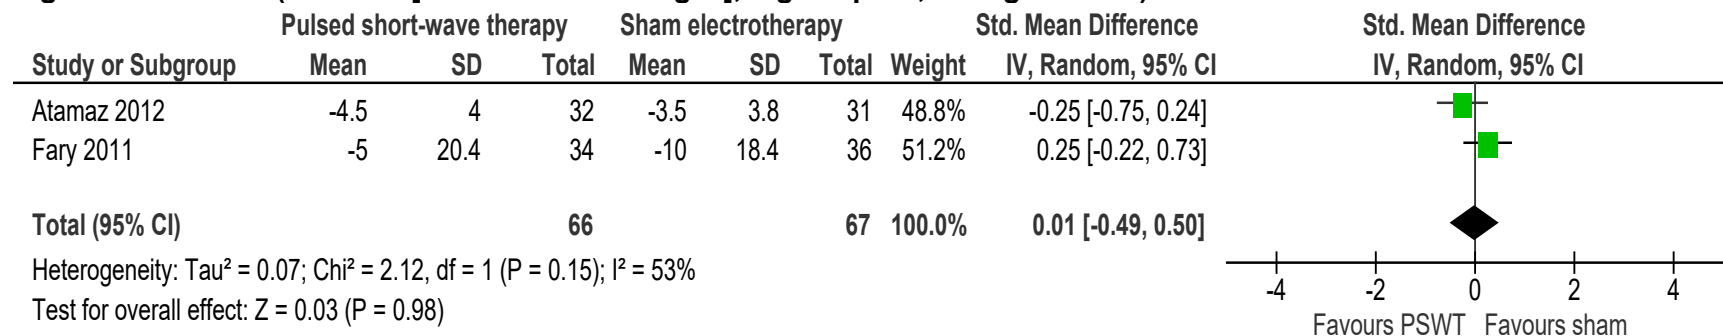 Pulsed short-wave therapy Sham electrotherapy Std. Mean Difference Std. Mean Difference
Study or Subgroup Mean SD Total Mean SD Total Weight IV, Random, 95% CI IV, Random, 95% CI
Atamaz 2012 -4.5 4 32 -3.5 3.8 31 48.8% -0.25 [-0.75, 0.24]
Fary 2011 -5 20.4 34 -10 18.4 36 51.2% 0.25 [-0.22, 0.73]
Total (95% CI) 66 67 100.0% 0.01 [-0.49, 0.50]
Heterogeneity: Tau² = 0.07; Chi² = 2.12, df = 1 (P = 0.15); I² = 53%
Test for overall effect: Z = 0.03 (P = 0.98)
-4 -2 0 2 4
Favours PSWT Favours sham